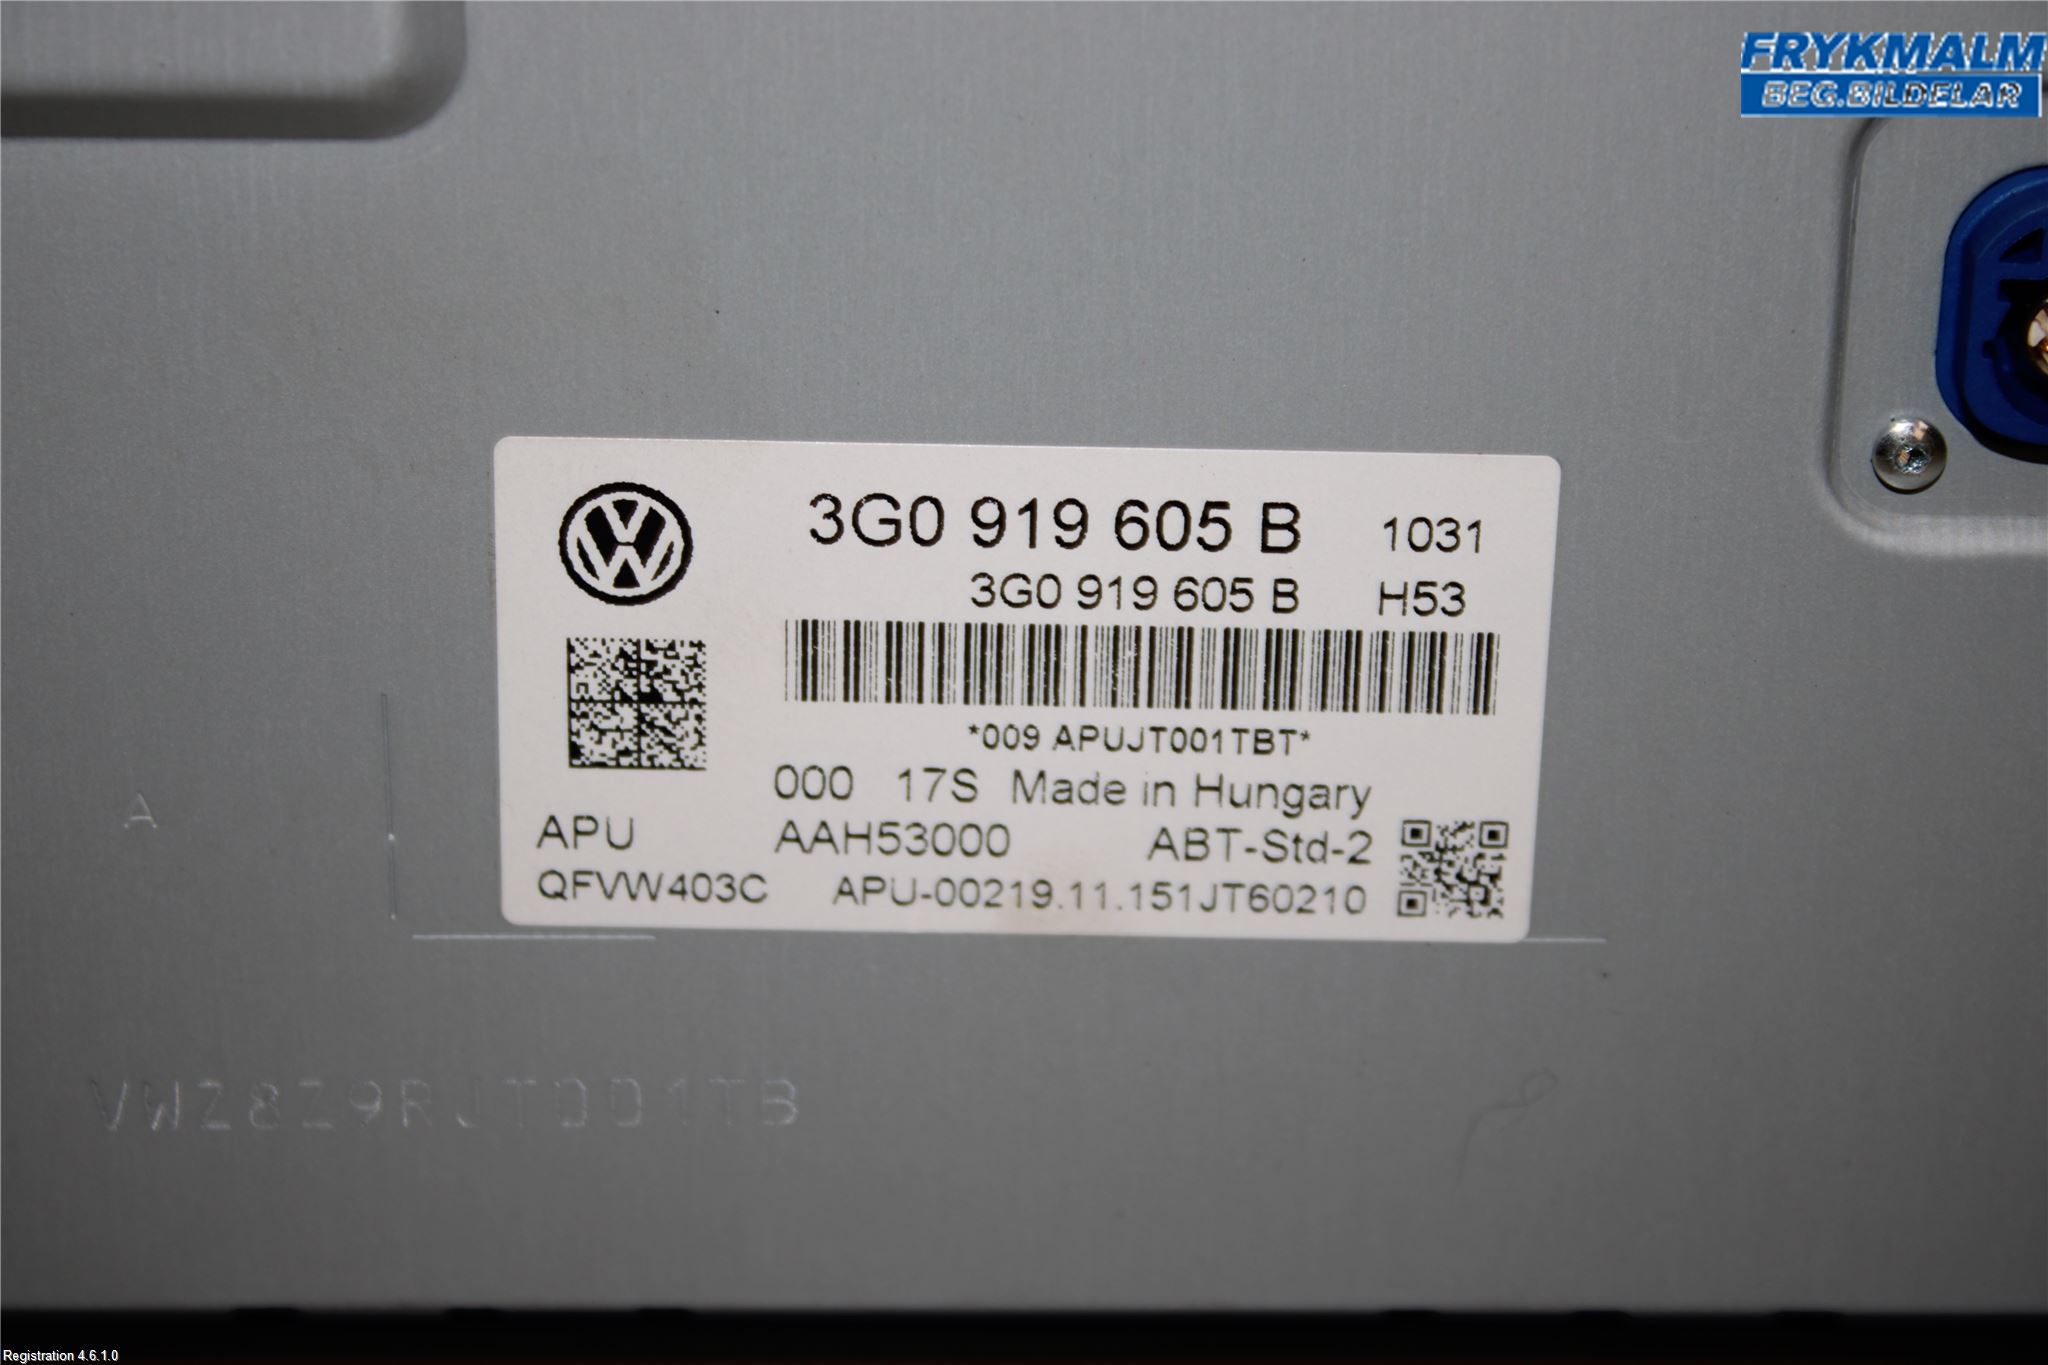 FRYKMALM
BEG.BILDELAR
3G0 919 605 B 1031
3G0 919 605 B H53
*009 APUJT001TBT*
000 17S Made in Hungary
APU AAH53000 ABT-Std-2
QFVW403C APU-00219.11.151JT60210
A
VWZ8Z9RJT001TB
Registration 4.6.1.0